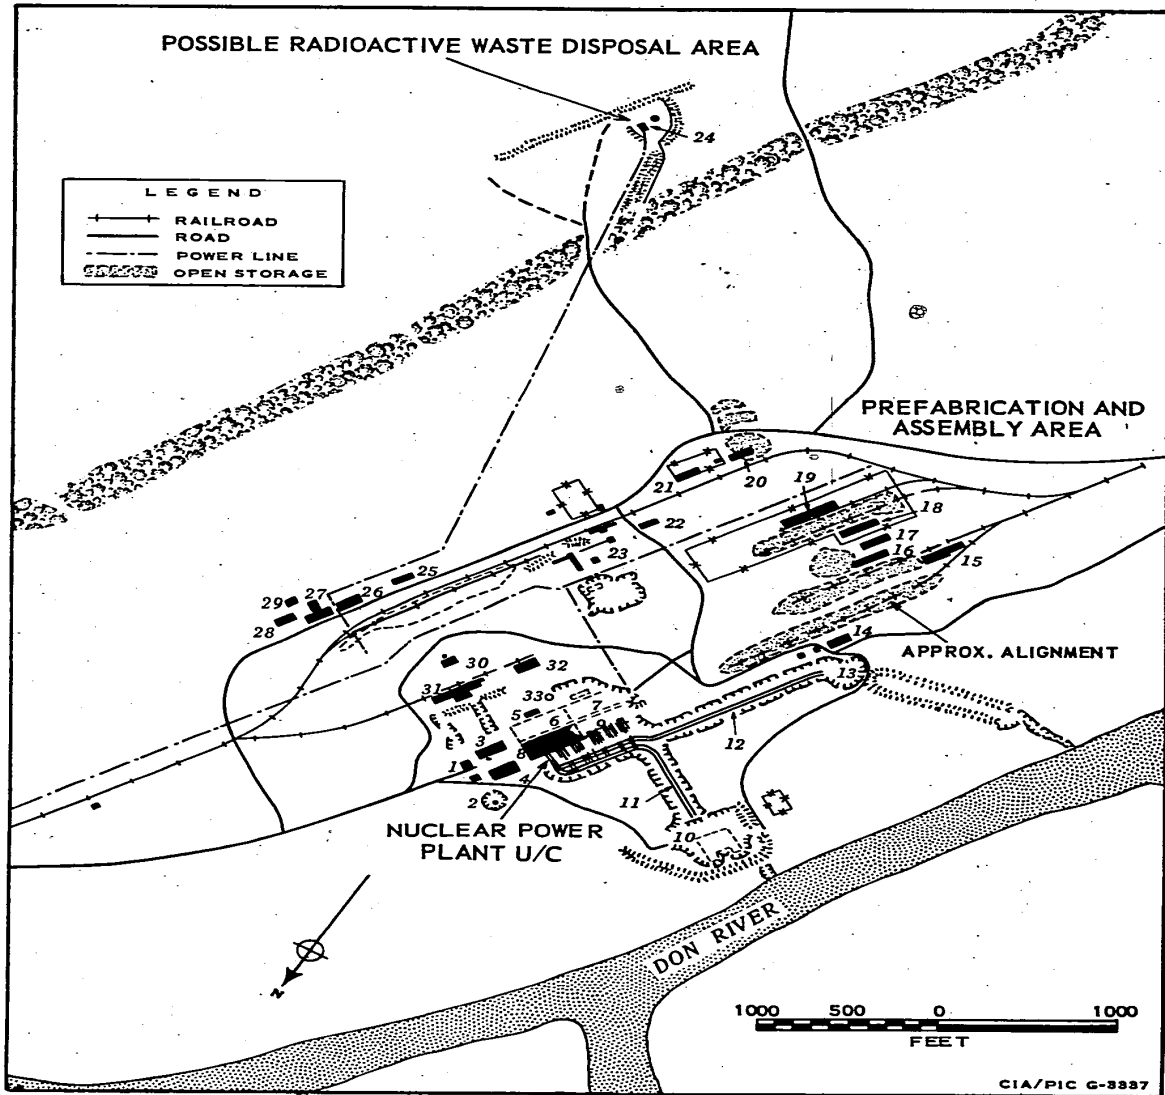 POSSIBLE RADIOACTIVE WASTE DISPOSAL AREA
24
LEGEND
RAILROAD
ROAD
POWER LINE
OPEN STORAGE
PREFABRICATION AND
ASSEMBLY AREA
21
20
19
18
22
17
23
16
15
25
29
27
26
28
14
APPROX. ALIGNMENT
30
32
13
31
33
5
7
6
9
12
3
8
1
4
11
2
10
NUCLEAR POWER
PLANT U/C
DON RIVER
N
1000 500 0 1000
FEET
CIA/PIC G-3337